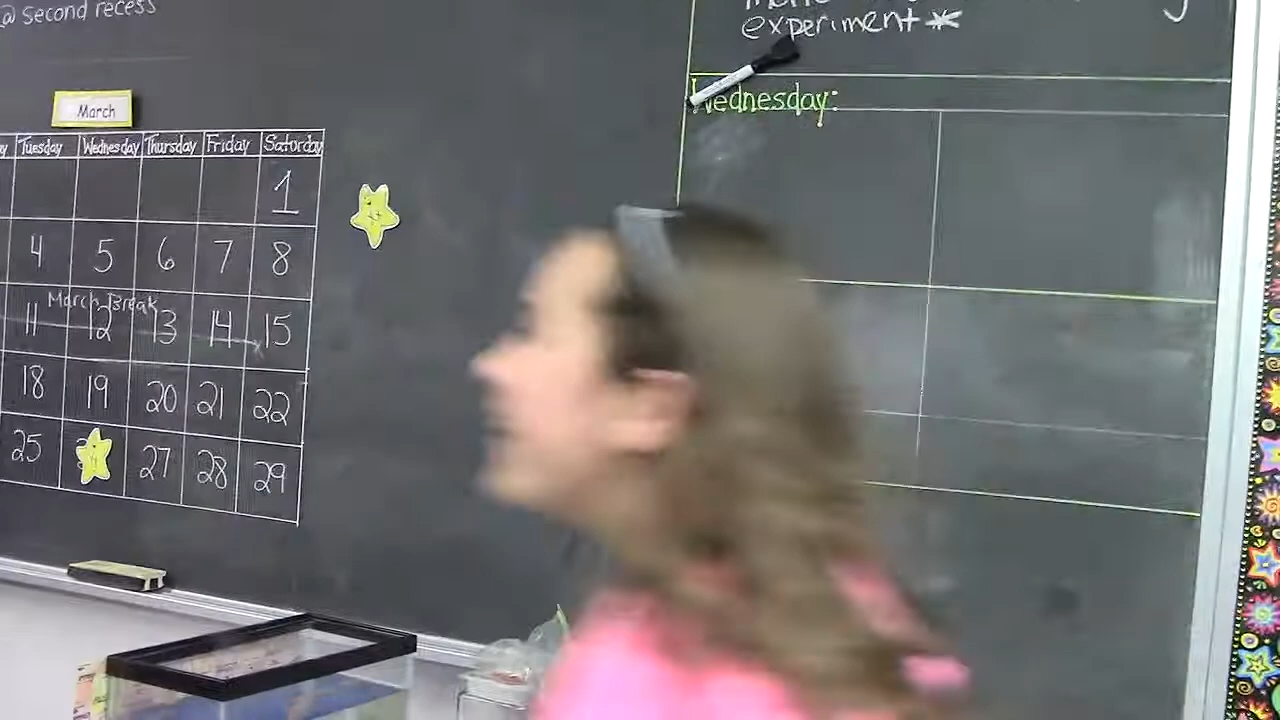 @ second recess
experiment *
Wednesday:
March
Tuesday Wednesday Thursday Friday Saturday
1
4 5 6 7 8
March Break
11 12 13 14 15
18 19 20 21 22
25 27 28 29